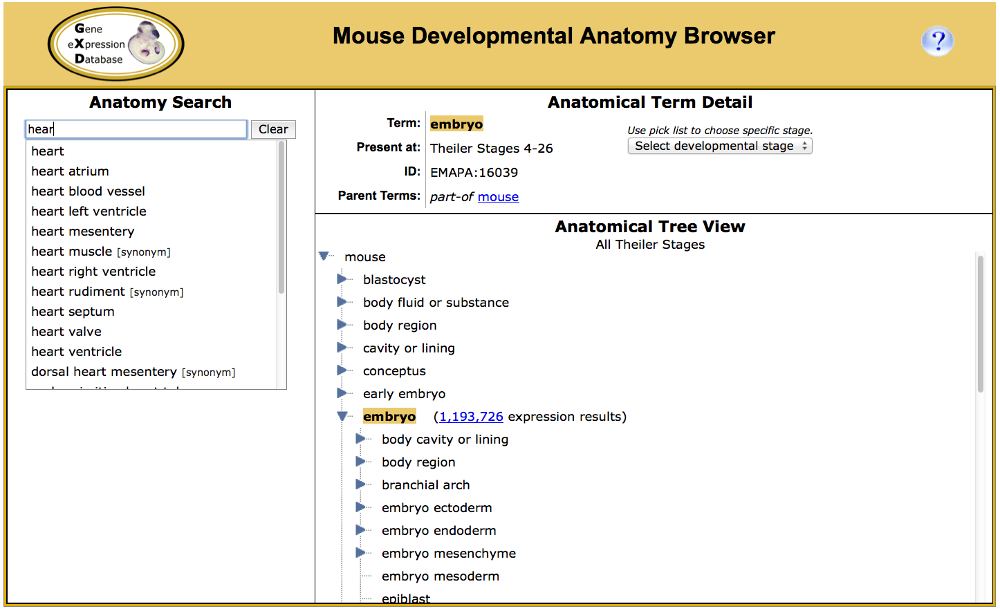 Gene
eXpression
Database
Mouse Developmental Anatomy Browser
?
Anatomy Search
hear
Clear
heart
heart atrium
heart blood vessel
heart left ventricle
heart mesentery
heart muscle [synonym]
heart right ventricle
heart rudiment [synonym]
heart septum
heart valve
heart ventricle
dorsal heart mesentery [synonym]
Anatomical Term Detail
Term: embryo
Present at: Theiler Stages 4-26
ID: EMAPA:16039
Parent Terms: part-of mouse
Use pick list to choose specific stage.
Select developmental stage
Anatomical Tree View
All Theiler Stages
mouse
blastocyst
body fluid or substance
body region
cavity or lining
conceptus
early embryo
embryo (1,193,726 expression results)
body cavity or lining
body region
branchial arch
embryo ectoderm
embryo endoderm
embryo mesenchyme
embryo mesoderm
epiblast